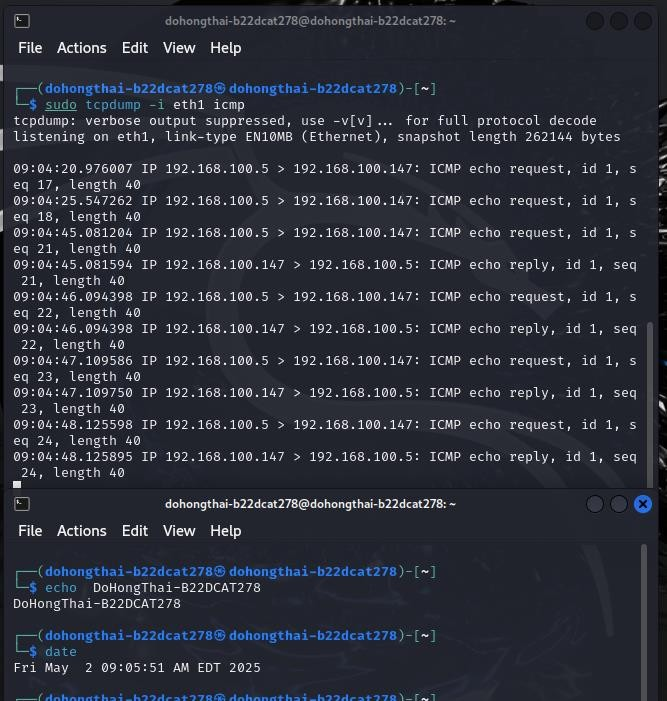 dohongthai-b22dcat278@dohongthai-b22dcat278: ~
File Actions Edit View Help
┌──(dohongthai-b22dcat278㉿dohongthai-b22dcat278)-[~]
└─$ sudo tcpdump -i eth1 icmp
tcpdump: verbose output suppressed, use -v[v]... for full protocol decode
listening on eth1, link-type EN10MB (Ethernet), snapshot length 262144 bytes
09:04:20.976007 IP 192.168.100.5 > 192.168.100.147: ICMP echo request, id 1, s
eq 17, length 40
09:04:25.547262 IP 192.168.100.5 > 192.168.100.147: ICMP echo request, id 1, s
eq 18, length 40
09:04:45.081204 IP 192.168.100.5 > 192.168.100.147: ICMP echo request, id 1, s
eq 21, length 40
09:04:45.081594 IP 192.168.100.147 > 192.168.100.5: ICMP echo reply, id 1, seq
21, length 40
09:04:46.094398 IP 192.168.100.5 > 192.168.100.147: ICMP echo request, id 1, s
eq 22, length 40
09:04:46.094398 IP 192.168.100.147 > 192.168.100.5: ICMP echo reply, id 1, seq
22, length 40
09:04:47.109586 IP 192.168.100.5 > 192.168.100.147: ICMP echo request, id 1, s
eq 23, length 40
09:04:47.109750 IP 192.168.100.147 > 192.168.100.5: ICMP echo reply, id 1, seq
23, length 40
09:04:48.125598 IP 192.168.100.5 > 192.168.100.147: ICMP echo request, id 1, s
eq 24, length 40
09:04:48.125895 IP 192.168.100.147 > 192.168.100.5: ICMP echo reply, id 1, seq
24, length 40
dohongthai-b22dcat278@dohongthai-b22dcat278: ~
File Actions Edit View Help
┌──(dohongthai-b22dcat278㉿dohongthai-b22dcat278)-[~]
└─$ echo  DoHongThai-B22DCAT278
DoHongThai-B22DCAT278
┌──(dohongthai-b22dcat278㉿dohongthai-b22dcat278)-[~]
└─$ date
Fri May  2 09:05:51 AM EDT 2025
┌──(dohongthai-b22dcat278㉿dohongthai-b22dcat278)-[~]